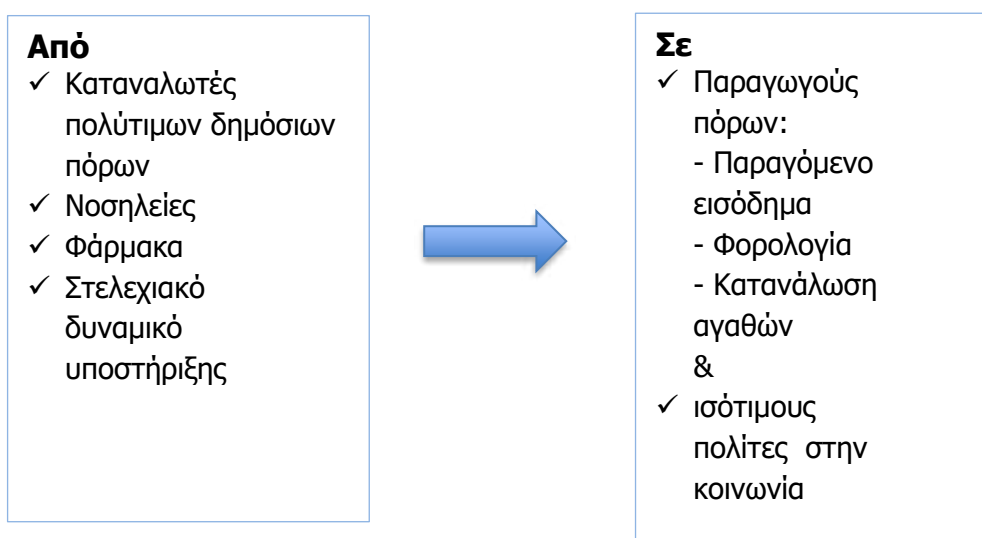 Από
✓ Καταναλωτές
πολύτιμων δημόσιων
πόρων
✓ Νοσηλείες
✓ Φάρμακα
✓ Στελεχιακό
δυναμικό
υποστήριξης
Σε
✓ Παραγωγούς
πόρων:
- Παραγόμενο
εισόδημα
- Φορολογία
- Κατανάλωση
αγαθών
&
✓ ισότιμους
πολίτες στην
κοινωνία